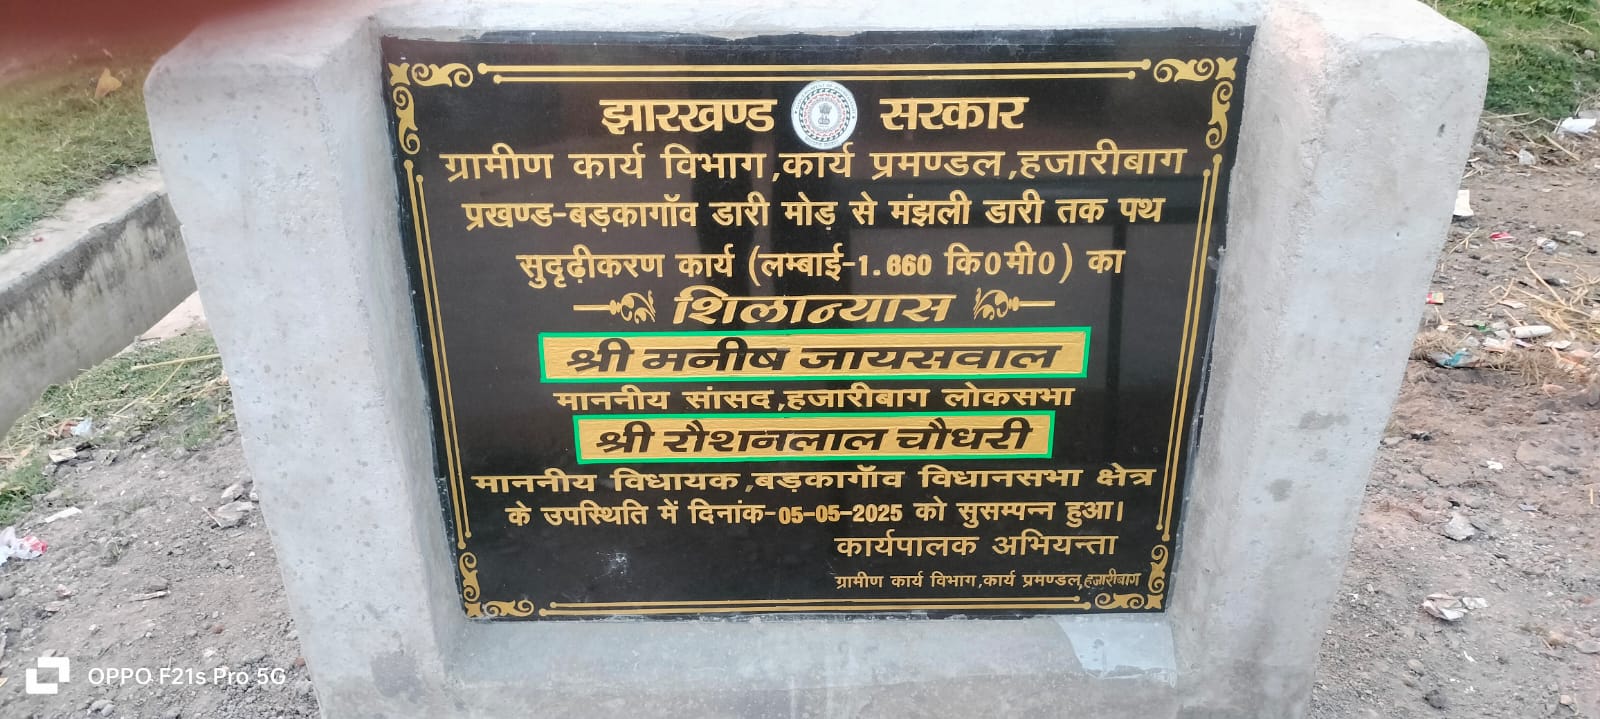 झारखण्ड सरकार
ग्रामीण कार्य विभाग,कार्य प्रमण्डल,हजारीबाग
प्रखण्ड-बड़कागाॅव डारी मोड़ से मंझली डारी तक पथ
सुदृढ़ीकरण कार्य (लम्बाई-1.660 कि0मी0) का
शिलान्यास
श्री मनीष जायसवाल
माननीय सांसद,हजारीबाग लोकसभा
श्री रौशनलाल चौधरी
माननीय विधायक,बड़कागाॅव विधानसभा क्षेत्र
के उपस्थिति में दिनांक-05-05-2025 को सुसम्पन्न हुआ।
कार्यपालक अभियन्ता
ग्रामीण कार्य विभाग,कार्य प्रमण्डल,हजारीबाग
OPPO F21s Pro 5G